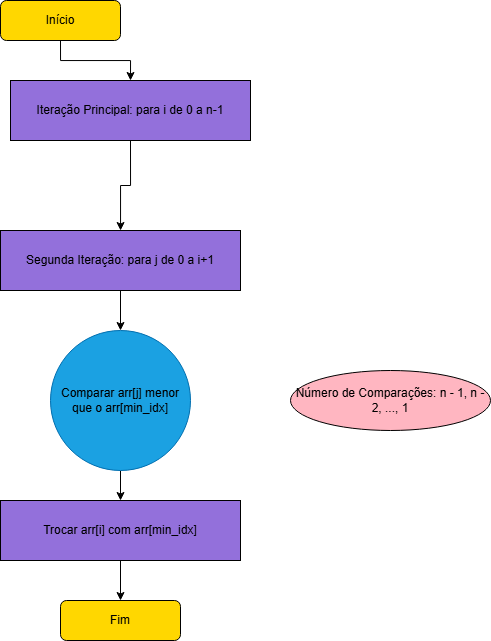 Início
Iteração Principal: para i de 0 a n-1
Segunda Iteração: para j de 0 a i+1
Comparar arr[j] menor
que o arr[min_idx]
Número de Comparações: n - 1, n -
2, ..., 1
Trocar arr[i] com arr[min_idx]
Fim